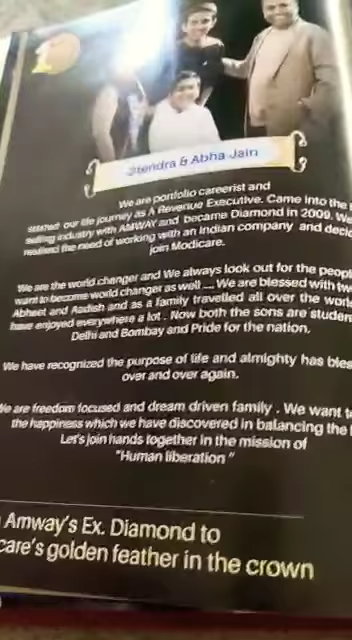 Jitendra & Abha Jain
We are portfolio careerist and
started our life journey as A Revenue Executive. Came into the
selling industry with AMWAY and became Diamond in 2009. We
realised the need of working with an Indian company and decid
join Modicare.
We are the world changer and We always look out for the peopl
want to become world changer as well.... We are blessed with tw
Abheet and Aadish and as a family travelled all over the worl
have enjoyed everywhere a lot. Now both the sons are studen
Delhi and Bombay and Pride for the nation.
We have recognized the purpose of life and almighty has bles
over and over again.
We are freedom focused and dream driven family. We want t
the happiness which we have discovered in balancing the
Let's join hands together in the mission of
"Human liberation"
Amway's Ex. Diamond to
care's golden feather in the crown